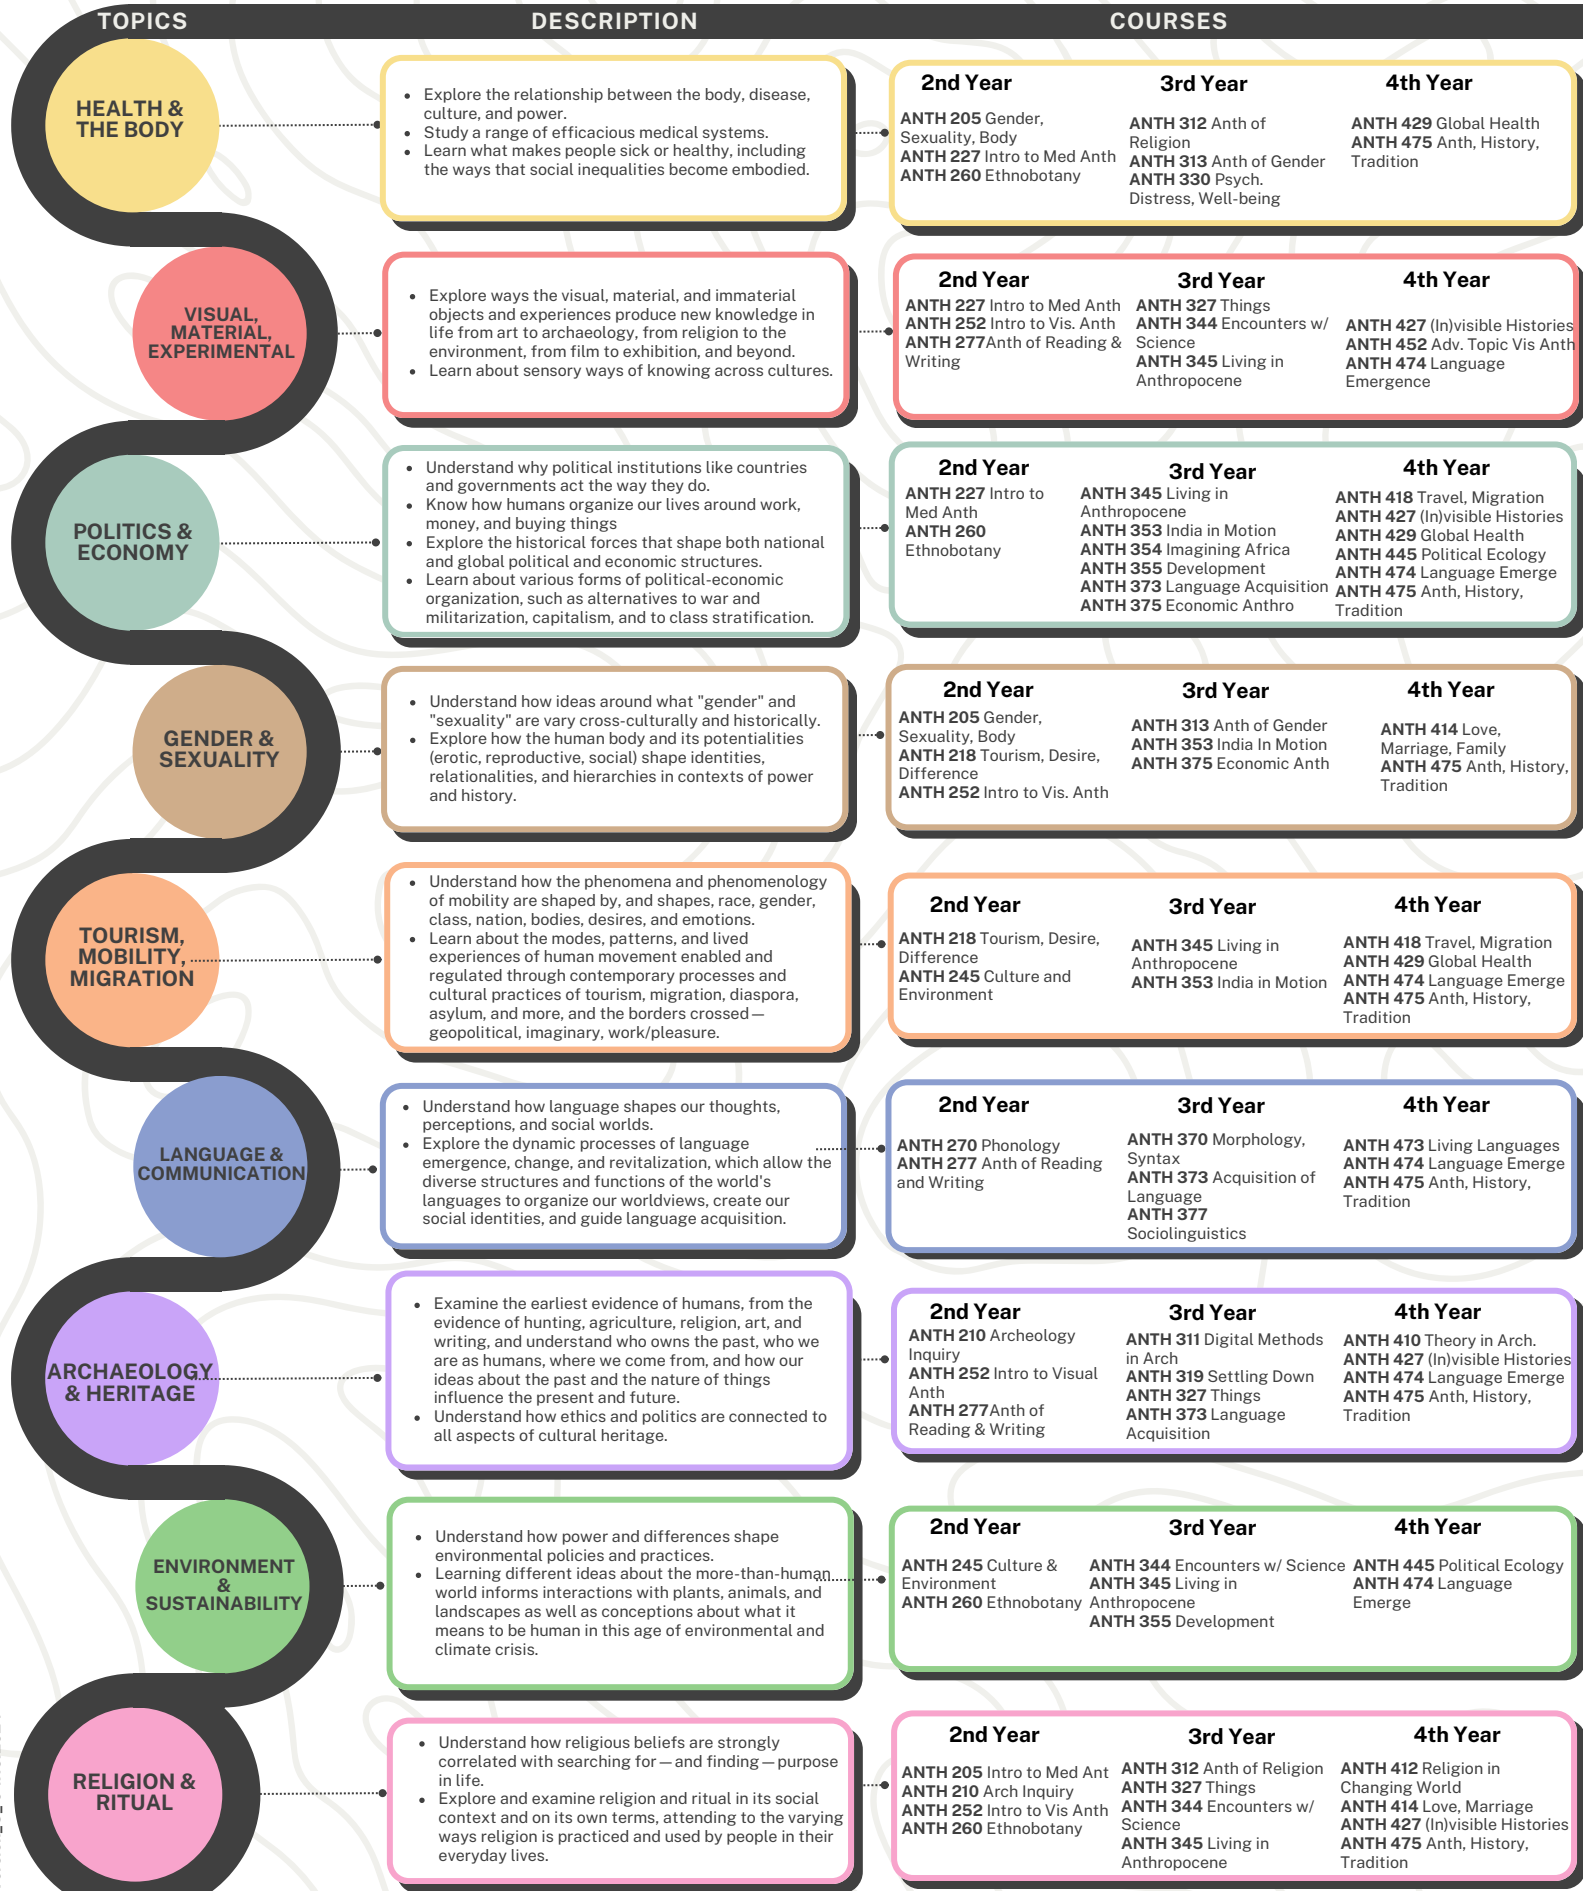 TOPICS
DESCRIPTION
COURSES
HEALTH &
THE BODY
• Explore the relationship between the body, disease,
culture, and power.
• Study a range of efficacious medical systems.
• Learn what makes people sick or healthy, including
the ways that social inequalities become embodied.
2nd Year
ANTH 205 Gender,
Sexuality, Body
ANTH 227 Intro to Med Anth
ANTH 260 Ethnobotany
3rd Year
ANTH 312 Anth of
Religion
ANTH 313 Anth of Gender
ANTH 330 Psych.
Distress, Well-being
4th Year
ANTH 429 Global Health
ANTH 475 Anth, History,
Tradition
VISUAL,
MATERIAL,
EXPERIMENTAL
• Explore ways the visual, material, and immaterial
objects and experiences produce new knowledge in
life from art to archaeology, from religion to the
environment, from film to exhibition, and beyond.
• Learn about sensory ways of knowing across cultures.
2nd Year
ANTH 227 Intro to Med Anth
ANTH 252 Intro to Vis. Anth
ANTH 277Anth of Reading &
Writing
3rd Year
ANTH 327 Things
ANTH 344 Encounters w/
Science
ANTH 345 Living in
Anthropocene
4th Year
ANTH 427 (In)visible Histories
ANTH 452 Adv. Topic Vis Anth
ANTH 474 Language
Emergence
POLITICS &
ECONOMY
• Understand why political institutions like countries
and governments act the way they do.
• Know how humans organize our lives around work,
money, and buying things
• Explore the historical forces that shape both national
and global political and economic structures.
• Learn about various forms of political-economic
organization, such as alternatives to war and
militarization, capitalism, and to class stratification.
2nd Year
ANTH 227 Intro to
Med Anth
ANTH 260
Ethnobotany
3rd Year
ANTH 345 Living in
Anthropocene
ANTH 353 India in Motion
ANTH 354 Imagining Africa
ANTH 355 Development
ANTH 373 Language Acquisition
ANTH 375 Economic Anthro
4th Year
ANTH 418 Travel, Migration
ANTH 427 (In)visible Histories
ANTH 429 Global Health
ANTH 445 Political Ecology
ANTH 474 Language Emerge
ANTH 475 Anth, History,
Tradition
GENDER &
SEXUALITY
• Understand how ideas around what "gender" and
"sexuality" are vary cross-culturally and historically.
• Explore how the human body and its potentialities
(erotic, reproductive, social) shape identities,
relationalities, and hierarchies in contexts of power
and history.
2nd Year
ANTH 205 Gender,
Sexuality, Body
ANTH 218 Tourism, Desire,
Difference
ANTH 252 Intro to Vis. Anth
3rd Year
ANTH 313 Anth of Gender
ANTH 353 India In Motion
ANTH 375 Economic Anth
4th Year
ANTH 414 Love,
Marriage, Family
ANTH 475 Anth, History,
Tradition
TOURISM,
MOBILITY,
MIGRATION
• Understand how the phenomena and phenomenology
of mobility are shaped by, and shapes, race, gender,
class, nation, bodies, desires, and emotions.
• Learn about the modes, patterns, and lived
experiences of human movement enabled and
regulated through contemporary processes and
cultural practices of tourism, migration, diaspora,
asylum, and more, and the borders crossed—
geopolitical, imaginary, work/pleasure.
2nd Year
ANTH 218 Tourism, Desire,
Difference
ANTH 245 Culture and
Environment
3rd Year
ANTH 345 Living in
Anthropocene
ANTH 353 India in Motion
4th Year
ANTH 418 Travel, Migration
ANTH 429 Global Health
ANTH 474 Language Emerge
ANTH 475 Anth, History,
Tradition
LANGUAGE &
COMMUNICATION
• Understand how language shapes our thoughts,
perceptions, and social worlds.
• Explore the dynamic processes of language
emergence, change, and revitalization, which allow the
diverse structures and functions of the world's
languages to organize our worldviews, create our
social identities, and guide language acquisition.
2nd Year
ANTH 270 Phonology
ANTH 277 Anth of Reading
and Writing
3rd Year
ANTH 370 Morphology,
Syntax
ANTH 373 Acquisition of
Language
ANTH 377
Sociolinguistics
4th Year
ANTH 473 Living Languages
ANTH 474 Language Emerge
ANTH 475 Anth, History,
Tradition
ARCHAEOLOGY
& HERITAGE
• Examine the earliest evidence of humans, from the
evidence of hunting, agriculture, religion, art, and
writing, and understand who owns the past, who we
are as humans, where we come from, and how our
ideas about the past and the nature of things
influence the present and future.
• Understand how ethics and politics are connected to
all aspects of cultural heritage.
2nd Year
ANTH 210 Archeology
Inquiry
ANTH 252 Intro to Visual
Anth
ANTH 277Anth of
Reading & Writing
3rd Year
ANTH 311 Digital Methods
in Arch
ANTH 319 Settling Down
ANTH 327 Things
ANTH 373 Language
Acquisition
4th Year
ANTH 410 Theory in Arch.
ANTH 427 (In)visible Histories
ANTH 474 Language Emerge
ANTH 475 Anth, History,
Tradition
ENVIRONMENT
&
SUSTAINABILITY
• Understand how power and differences shape
environmental policies and practices.
• Learning different ideas about the more-than-human
world informs interactions with plants, animals, and
landscapes as well as conceptions about what it
means to be human in this age of environmental and
climate crisis.
2nd Year
ANTH 245 Culture &
Environment
ANTH 260 Ethnobotany
3rd Year
ANTH 344 Encounters w/ Science
ANTH 345 Living in
Anthropocene
ANTH 355 Development
4th Year
ANTH 445 Political Ecology
ANTH 474 Language
Emerge
RELIGION &
RITUAL
• Understand how religious beliefs are strongly
correlated with searching for—and finding—purpose
in life.
• Explore and examine religion and ritual in its social
context and on its own terms, attending to the varying
ways religion is practiced and used by people in their
everyday lives.
2nd Year
ANTH 205 Intro to Med Ant
ANTH 210 Arch Inquiry
ANTH 252 Intro to Vis Anth
ANTH 260 Ethnobotany
3rd Year
ANTH 312 Anth of Religion
ANTH 327 Things
ANTH 344 Encounters w/
Science
ANTH 345 Living in
Anthropocene
4th Year
ANTH 412 Religion in
Changing World
ANTH 414 Love, Marriage
ANTH 427 (In)visible Histories
ANTH 475 Anth, History,
Tradition